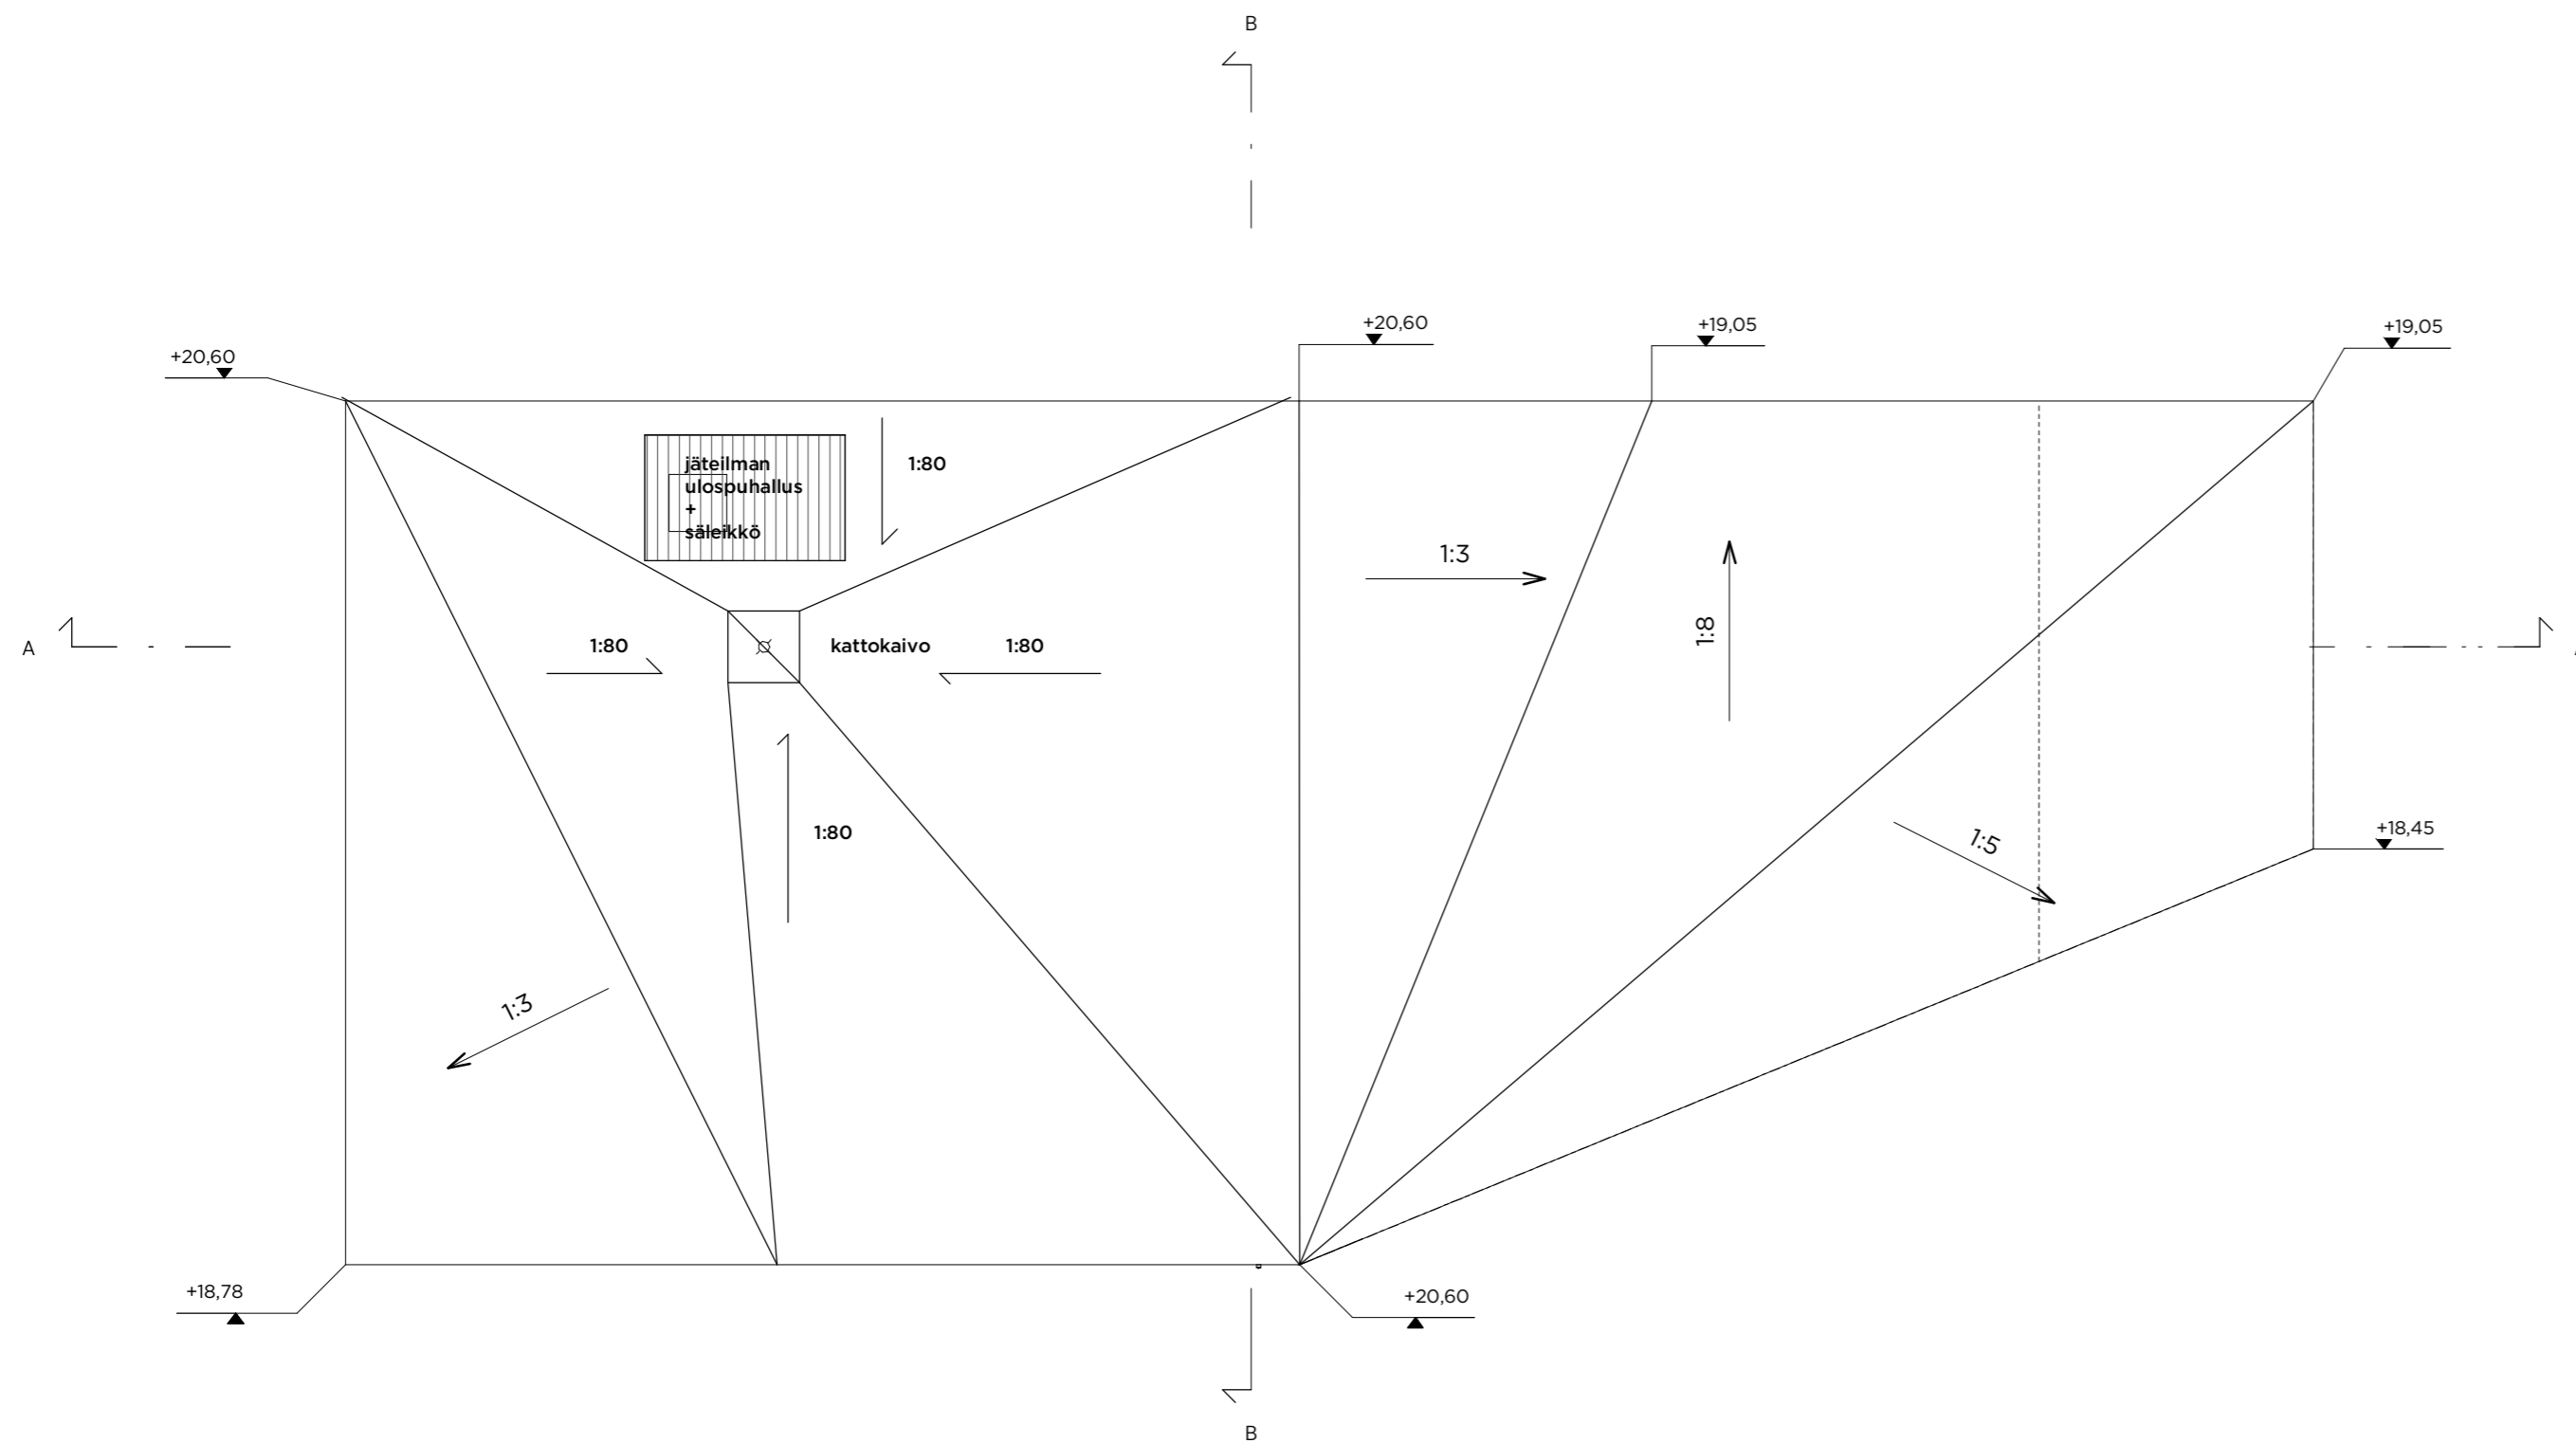 B
+20,60
+19,05
+19,05
+20,60
jäteilman
ulospuhallus
+
säleikkö
1:80
1:3
1:8
A
1:80
kattokaivo
1:80
1:80
1:5
+18,45
1:3
+18,78
+20,60
B